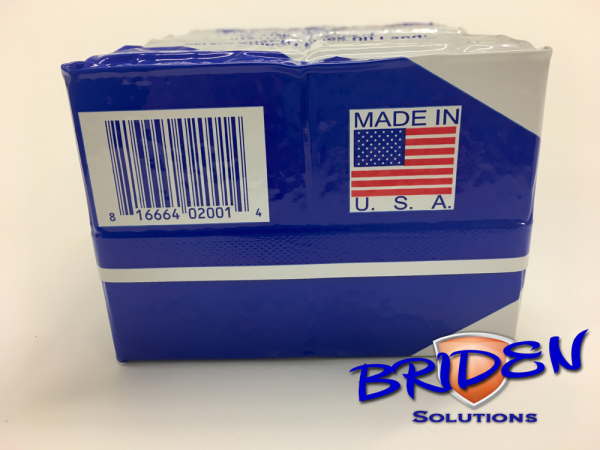 MADE IN
U. S. A.
8 16664 02001 4
BRIDEN
SOLUTIONS